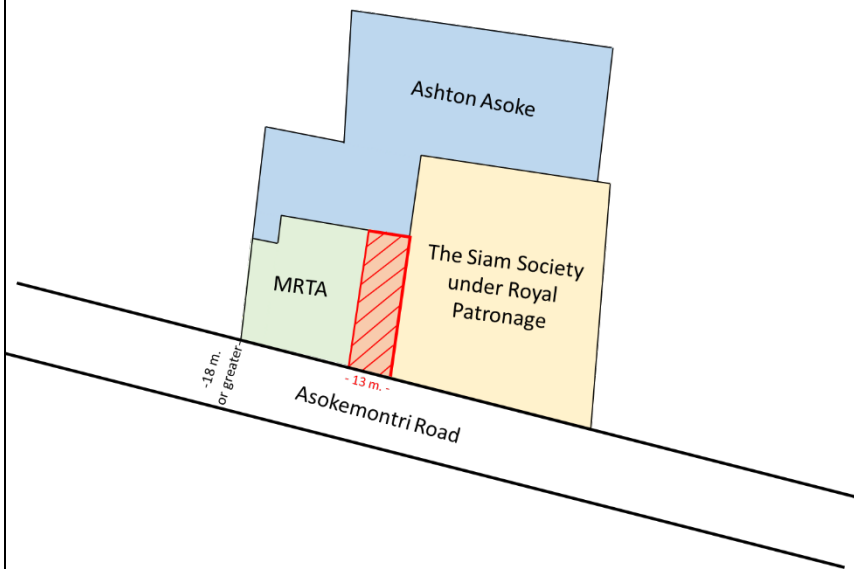 Ashton Asoke
The Siam Society
under Royal
Patronage
MRTA
-18 m.
or greater-
- 13 m. -
Asokemontri Road